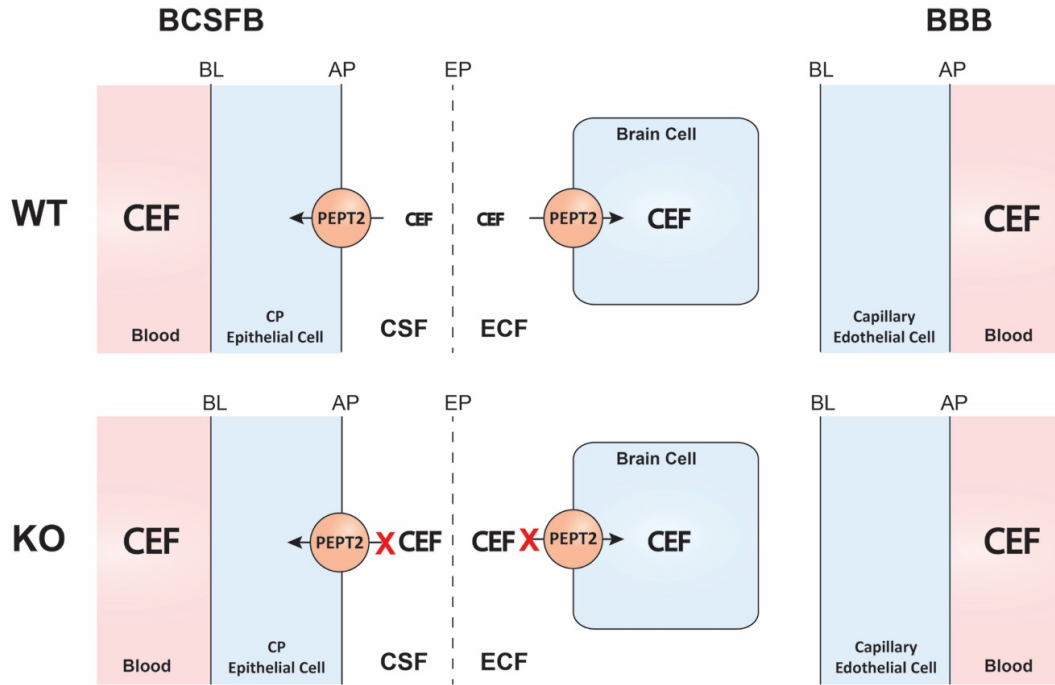 BCSFB BBB
BL AP EP BL AP
Brain Cell
WT CEF PEPT2 CEF CEF PEPT2 CEF CEF
CP
Epithelial Cell
Blood CSF ECF
Capillary
Edothelial Cell
Blood
BL AP EP BL AP
Brain Cell
KO CEF PEPT2 X CEF CEF X PEPT2 CEF CEF
CP
Epithelial Cell
Blood CSF ECF
Capillary
Edothelial Cell
Blood